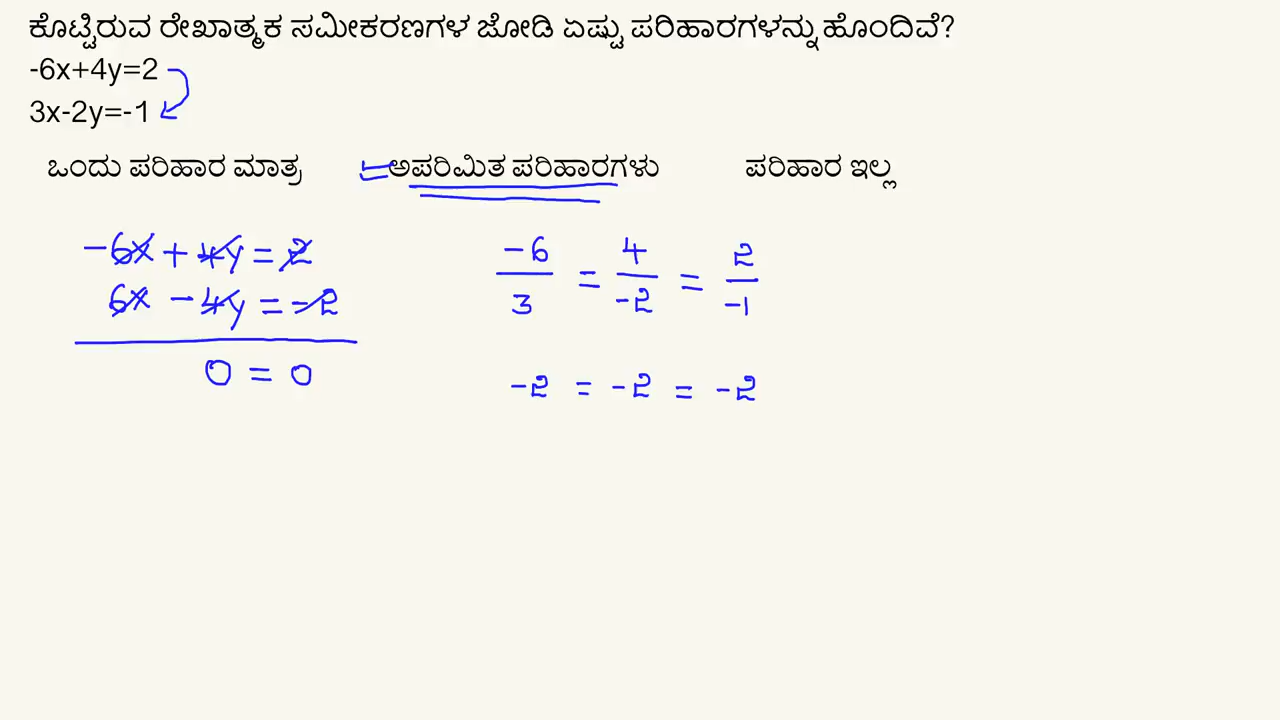 ಕೊಟ್ಟಿರುವ ರೇಖಾತ್ಮಕ ಸಮೀಕರಣಗಳ ಜೋಡಿ ಏಷ್ಟು ಪರಿಹಾರಗಳನ್ನು ಹೊಂದಿವೆ?
-6x+4y=2
3x-2y=-1
ಒಂದು ಪರಿಹಾರ ಮಾತ್ರ ಅಪರಿಮಿತ ಪರಿಹಾರಗಳು ಪರಿಹಾರ ಇಲ್ಲ
-6x + 4y = 2
6x - 4y = -2
0 = 0
-6/3 = 4/-2 = 2/-1
-2 = -2 = -2